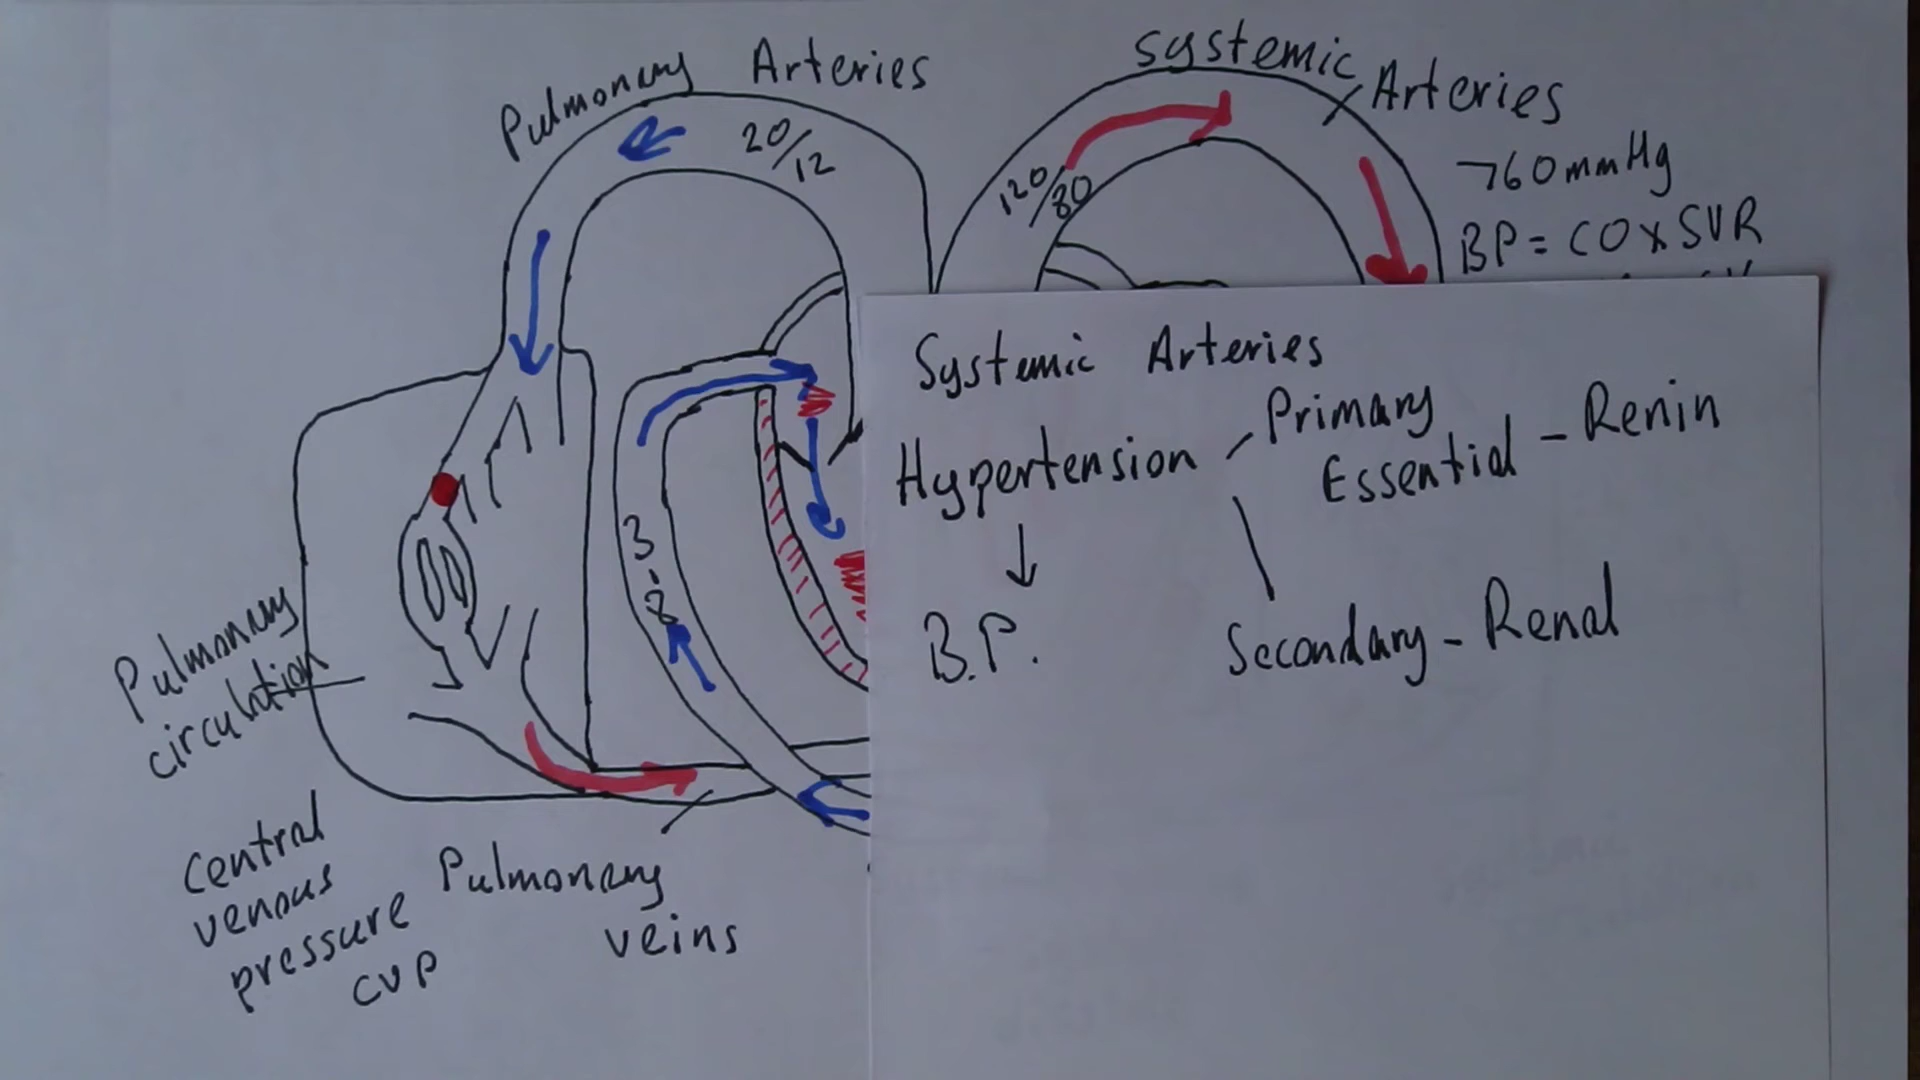 Pulmonary Arteries
20/12
systemic Arteries
120/80
760mmHg
BP = CO x SVR
3-8
Pulmonary
circulation
central
venous
pressure
CVP
Pulmonary
veins
Systemic Arteries
Hypertension
Primary
Essential - Renin
B.P.
Secondary - Renal